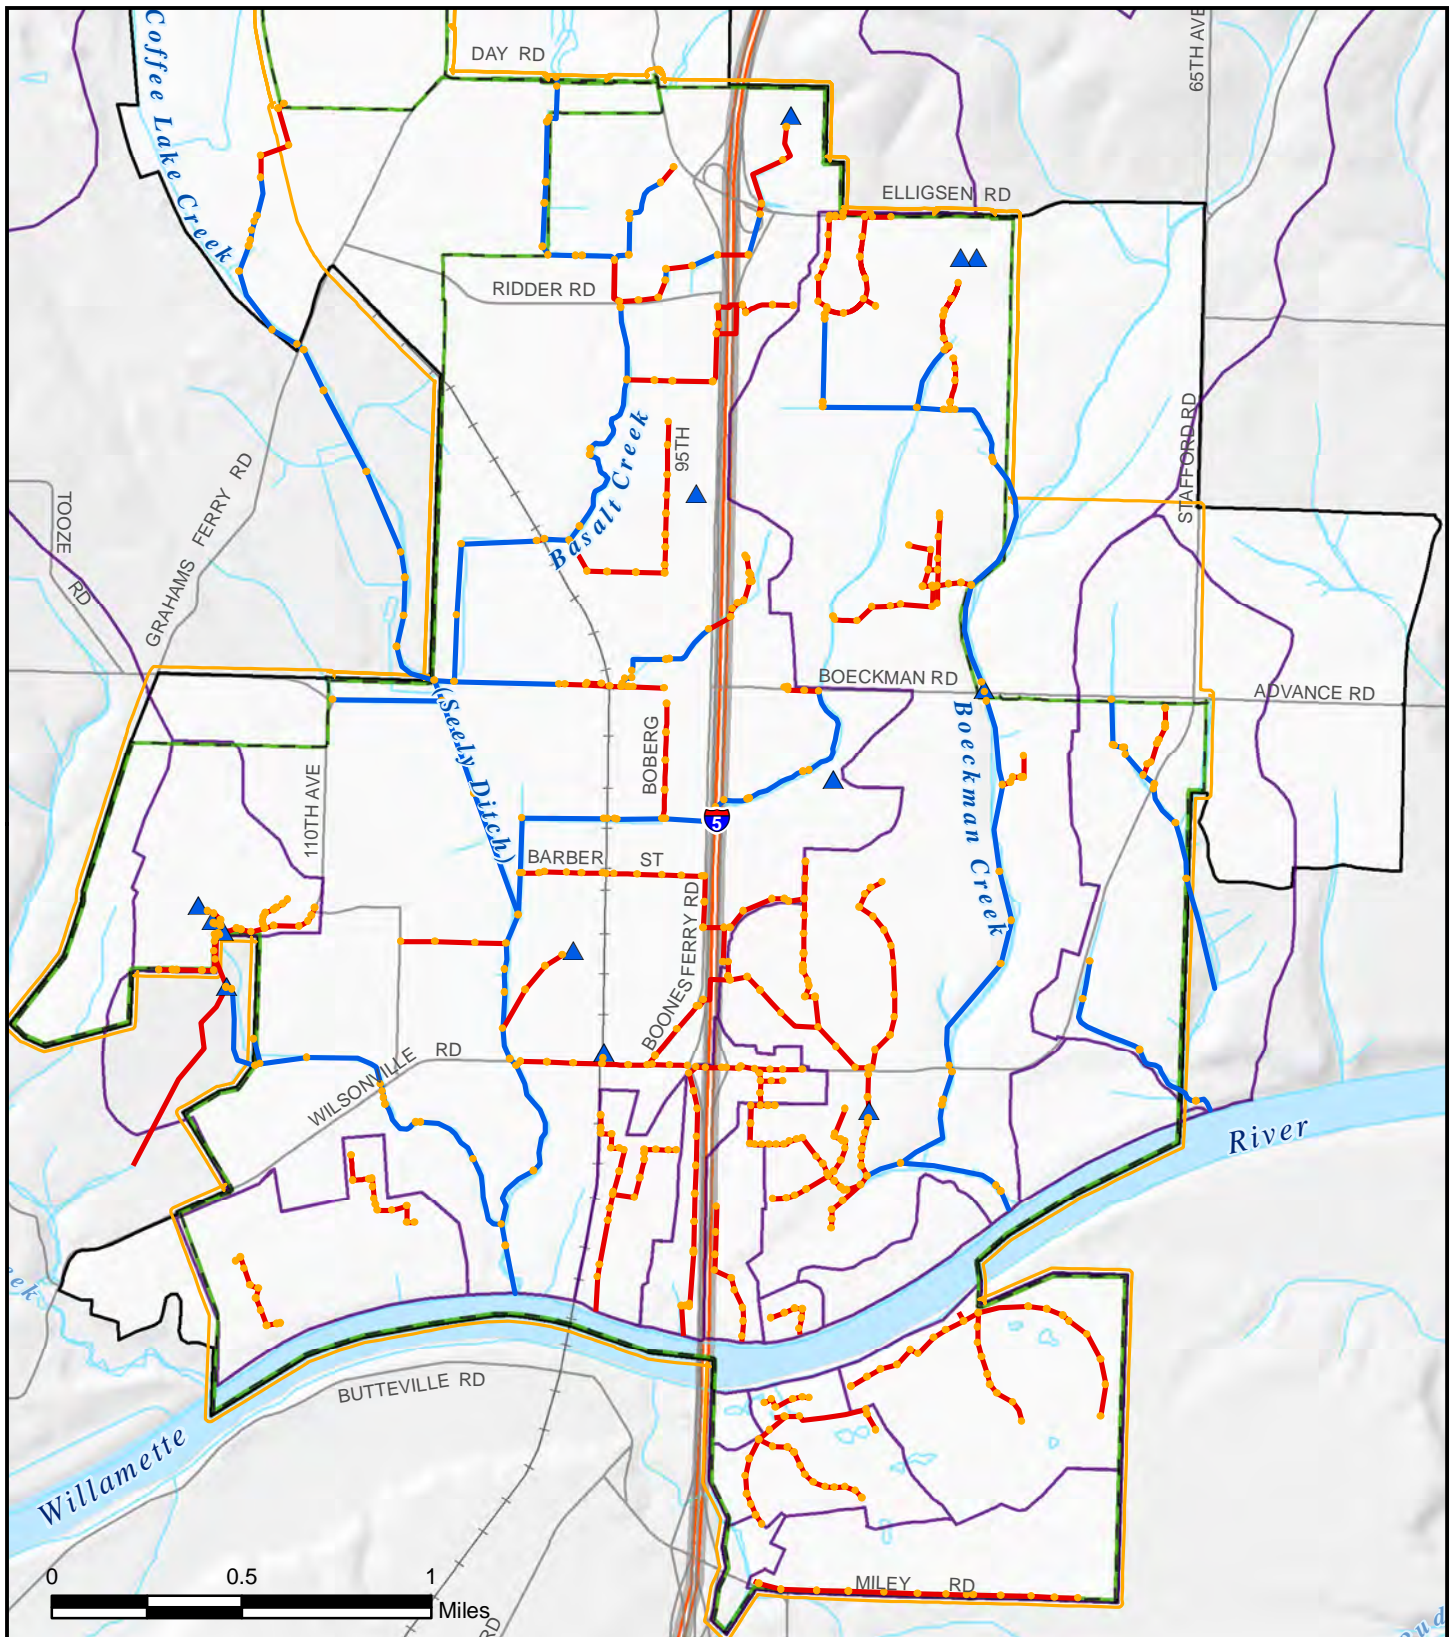 Coffee Lake Creek
DAY RD
65TH AVE
ELLIGSEN RD
RIDDER RD
STAFFORD RD
95TH
Basalt Creek
TOOZE
RD
GRAHAMS FERRY RD
BOECKMAN RD
ADVANCE RD
(Seely Ditch)
BOBERG
Boeckman Creek
110TH AVE
5
BARBER ST
BOONES FERRY RD
WILSONVILLE RD
River
BUTTEVILLE RD
Willamette
0 0.5 1
Miles
MILEY RD
RD
eek